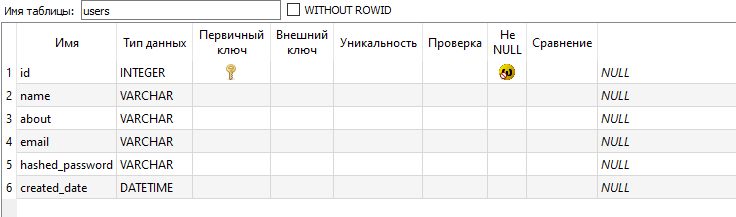 Имя таблицы: users WITHOUT ROWID
Имя Тип данных Первичный ключ Внешний ключ Уникальность Проверка Не NULL Сравнение
1 id INTEGER NULL
2 name VARCHAR NULL
3 about VARCHAR NULL
4 email VARCHAR NULL
5 hashed_password VARCHAR NULL
6 created_date DATETIME NULL